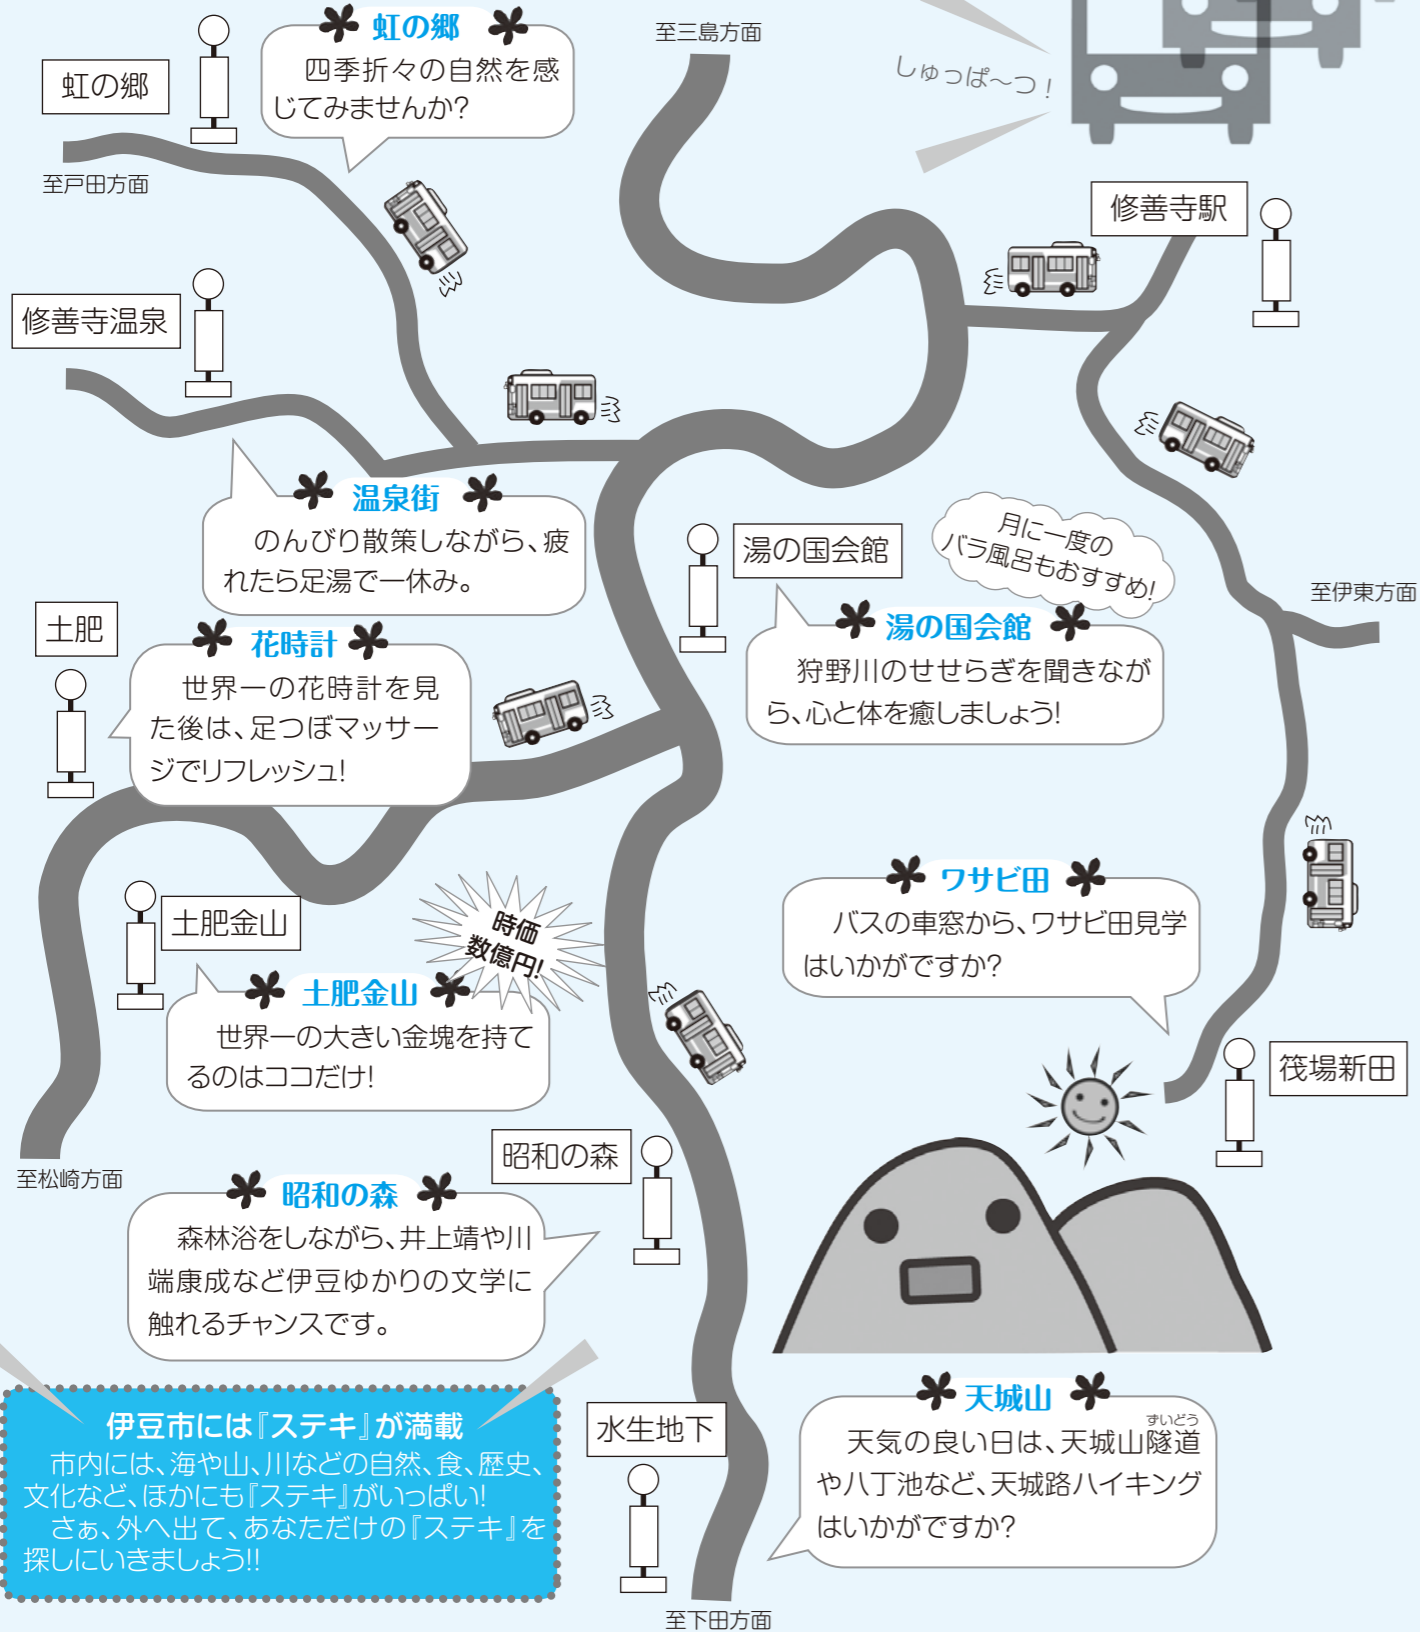 虹の郷
四季折々の自然を感
じてみませんか?
虹の郷
至戸田方面
至三島方面
しゅっぱ〜つ!
修善寺駅
修善寺温泉
温泉街
のんびり散策しながら、疲
れたら足湯で一休み。
湯の国会館
月に一度の
バラ風呂もおすすめ!
湯の国会館
狩野川のせせらぎを聞きなが
ら、心と体を癒しましょう!
至伊東方面
土肥
花時計
世界一の花時計を見
た後は、足つぼマッサー
ジでリフレッシュ!
土肥金山
時価
数億円!
土肥金山
世界一の大きい金塊を持て
るのはココだけ!
ワサビ田
バスの車窓から、ワサビ田見学
はいかがですか?
筏場新田
至松崎方面
昭和の森
昭和の森
森林浴をしながら、井上靖や川
端康成など伊豆ゆかりの文学に
触れるチャンスです。
伊豆市には『ステキ』が満載
市内には、海や山、川などの自然、食、歴史、
文化など、ほかにも『ステキ』がいっぱい!
さぁ、外へ出て、あなただけの『ステキ』を
探しにいきましょう!!
水生地下
天城山
ずいどう
天気の良い日は、天城山隧道
や八丁池など、天城路ハイキング
はいかがですか?
至下田方面